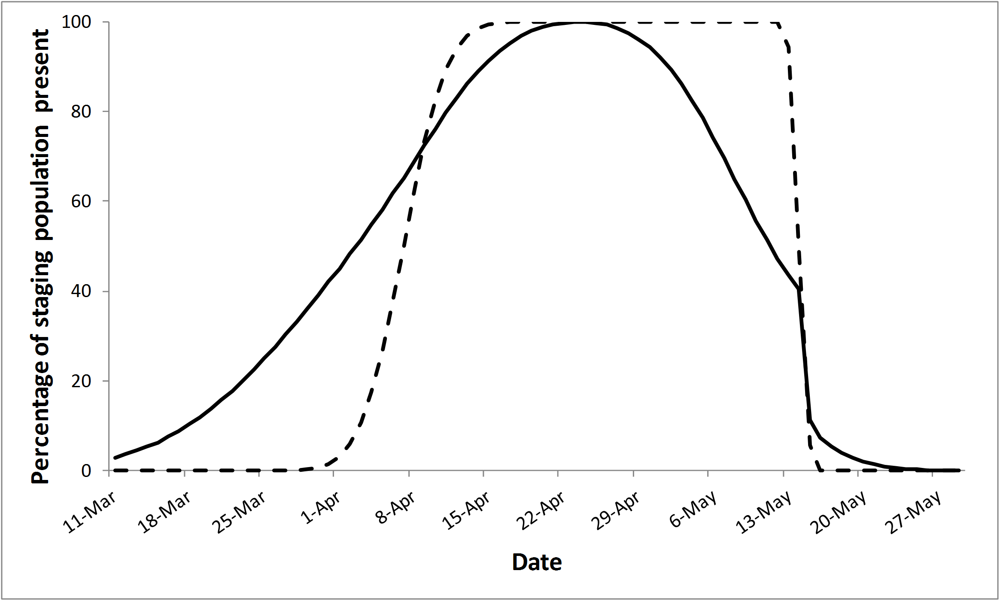 Percentage of staging population present
100
80
60
40
20
0
11-Mar
18-Mar
25-Mar
1-Apr
8-Apr
15-Apr
22-Apr
29-Apr
6-May
13-May
20-May
27-May
Date